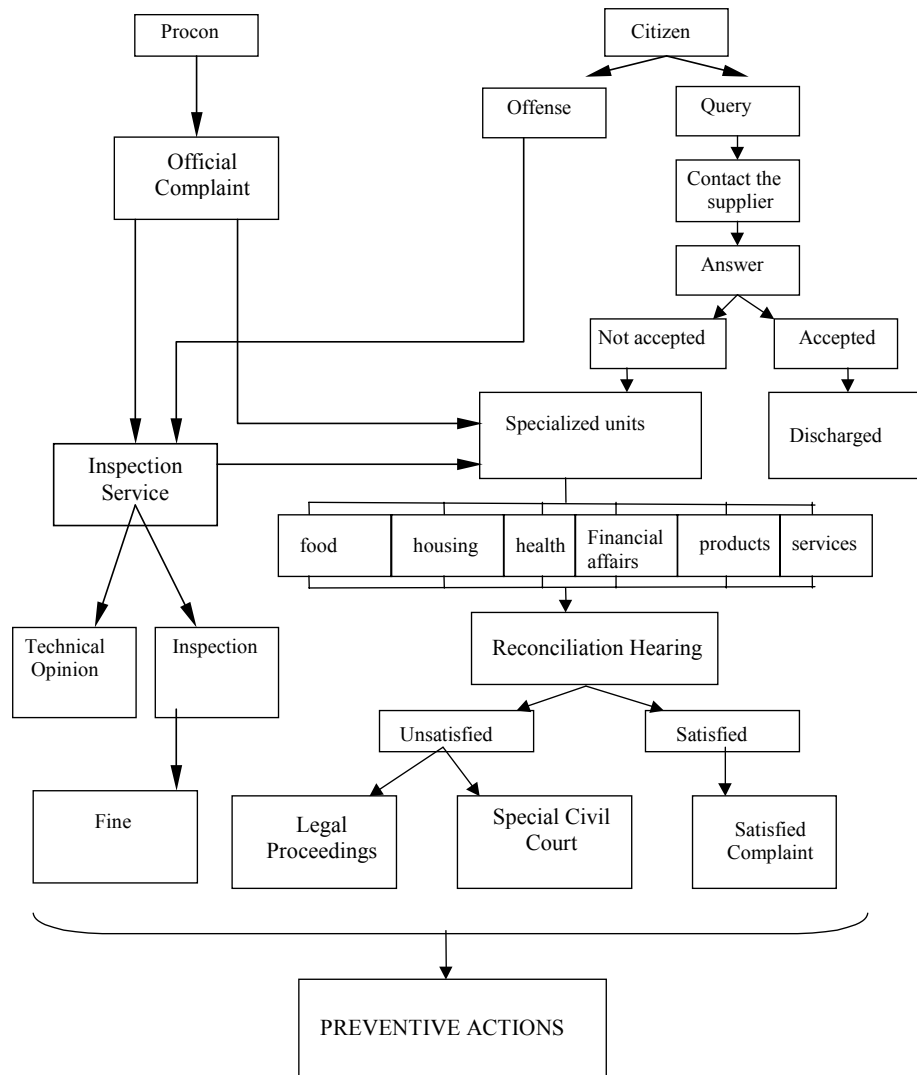 Procon
Citizen
Offense
Query
Official
Complaint
Contact the
supplier
Answer
Not accepted
Accepted
Specialized units
Discharged
Inspection
Service
food
housing
health
Financial
affairs
products
services
Technical
Opinion
Inspection
Reconciliation Hearing
Unsatisfied
Satisfied
Fine
Legal
Proceedings
Special Civil
Court
Satisfied
Complaint
PREVENTIVE ACTIONS